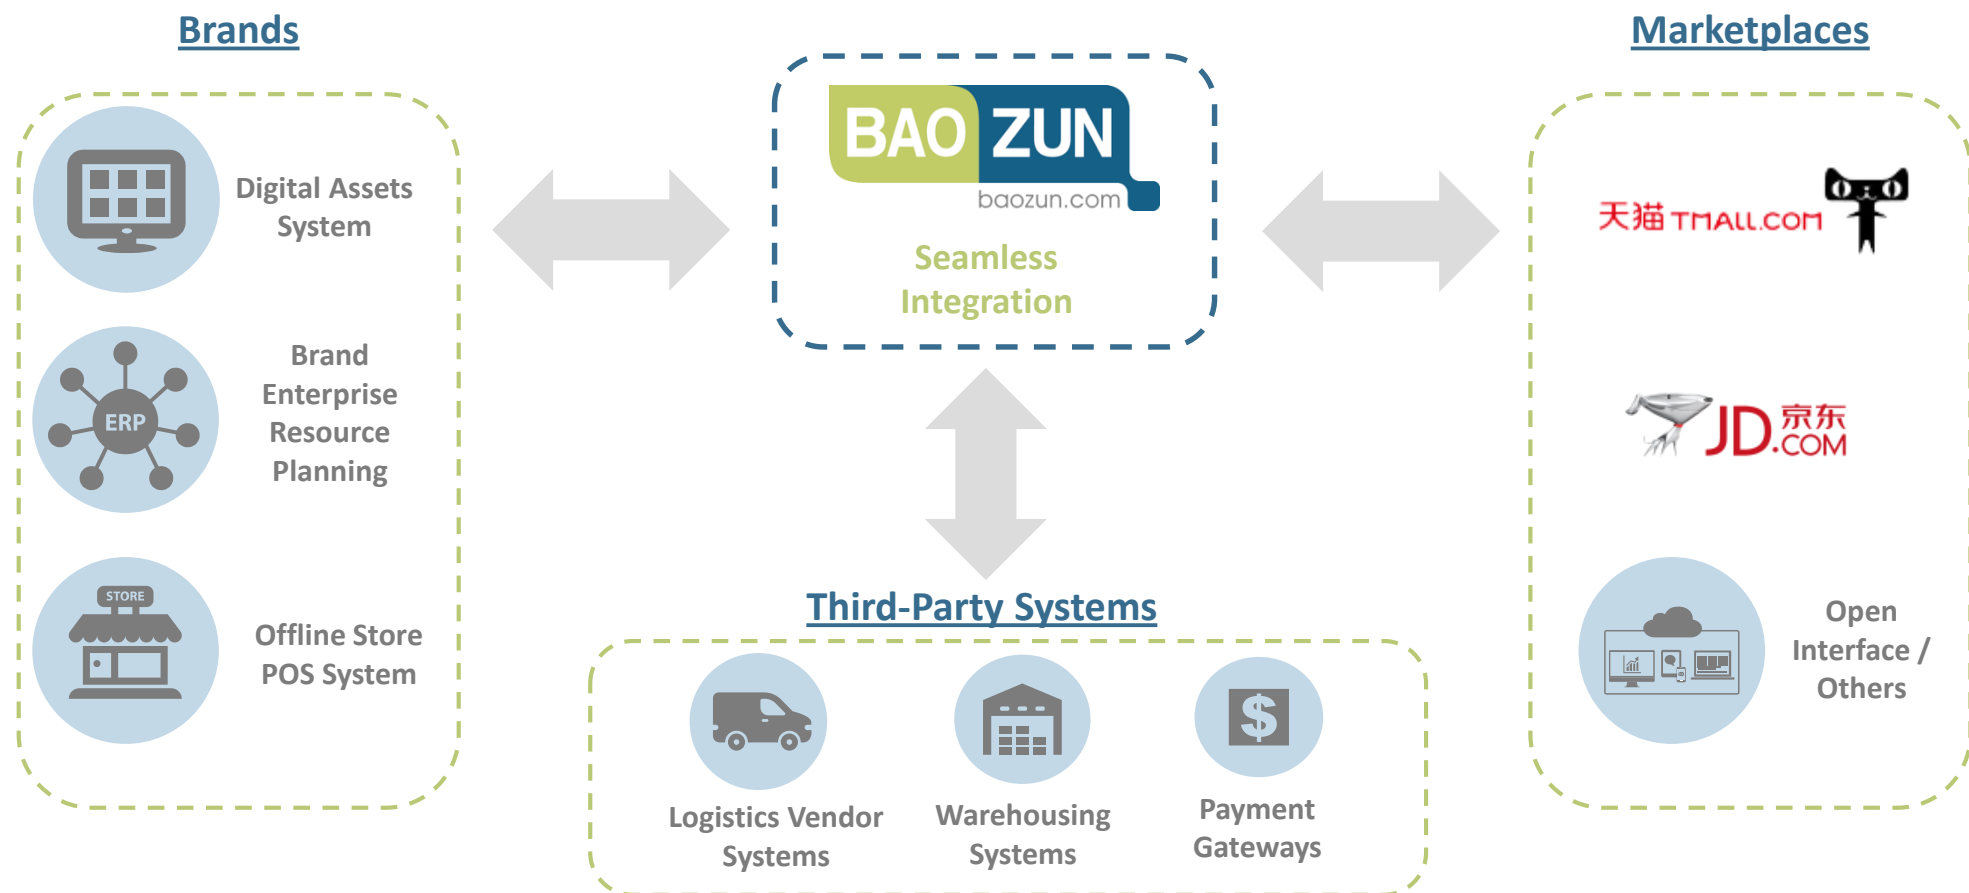 Brands
Digital Assets
System
Brand
Enterprise
Resource
Planning
ERP
STORE
Offline Store
POS System
BAO ZUN
baozun.com
Seamless
Integration
Third-Party Systems
Logistics Vendor
Systems
Warehousing
Systems
$
Payment
Gateways
Marketplaces
天猫 TMALL.COM
JD京东
.COM
Open
Interface /
Others